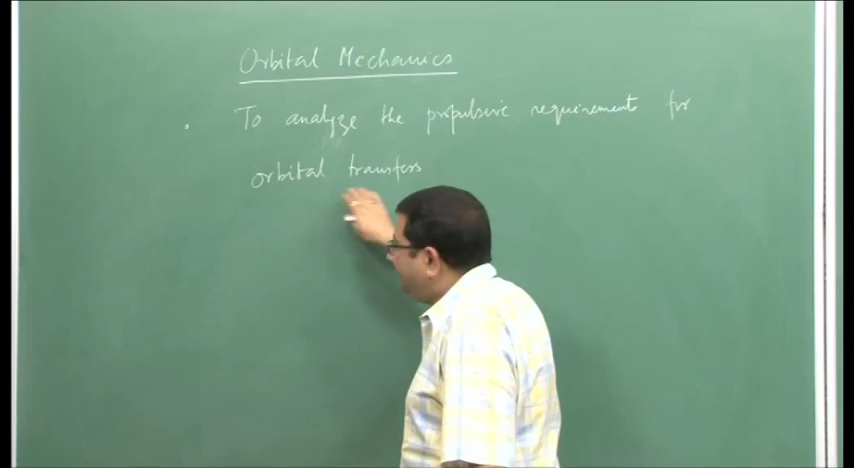 Orbital Mechanics
. To analyze the propulsive requirements for
orbital transfers